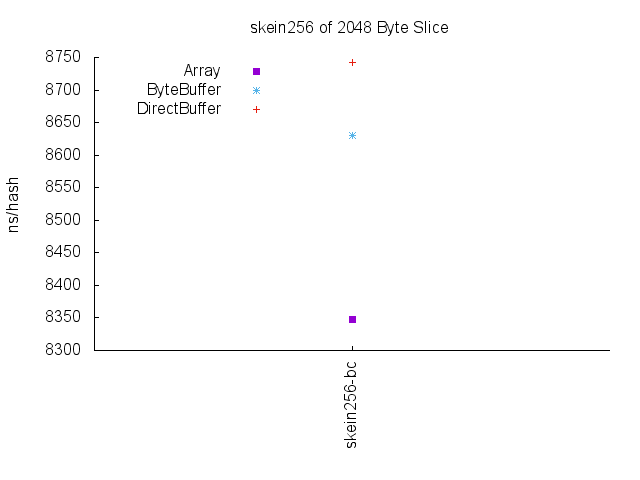 skein256 of 2048 Byte Slice
8750
8700
8650
8600
8550
8500
8450
8400
8350
8300
ns/hash
Array
ByteBuffer
DirectBuffer
skein256-bc